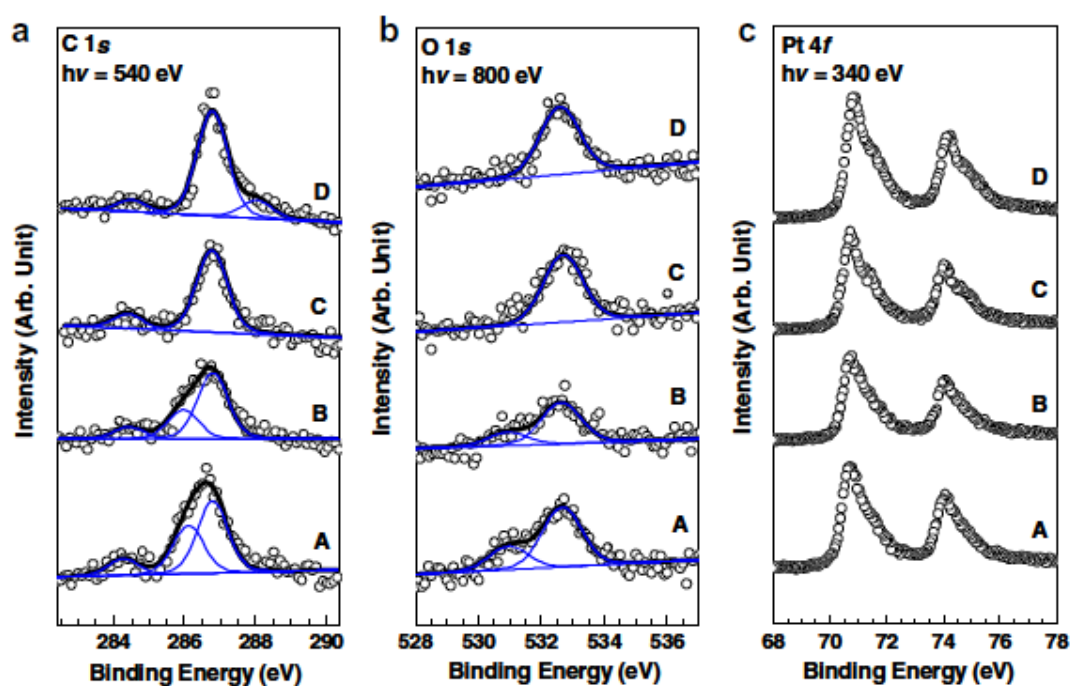 a
C 1s
hν = 540 eV
D
C
B
A
Intensity (Arb. Unit)
284 286 288 290
Binding Energy (eV)
b
O 1s
hν = 800 eV
D
C
B
A
Intensity (Arb. Unit)
528 530 532 534 536
Binding Energy (eV)
c
Pt 4f
hν = 340 eV
D
C
B
A
Intensity (Arb. Unit)
68 70 72 74 76 78
Binding Energy (eV)